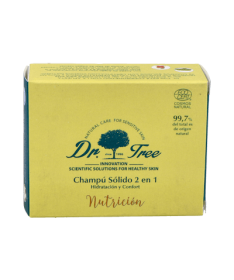 NATURAL CARE FOR SENSITIVE SKIN
Dr. Tree
INNOVATION
SCIENTIFIC SOLUTIONS FOR HEALTHY SKIN
Champú Sólido 2 en 1
Hidratación y Confort
Nutrición
COSMOS
NATURAL
99,7%
del total es
de origen
natural